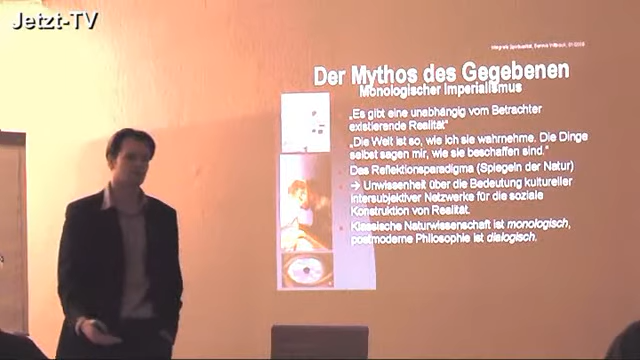 Jetzt-TV
Der Mythos des Gegebenen
Monologischer Imperialismus
„Es gibt eine unabhängig vom Betrachter
existierende Realität“
„Die Welt ist so, wie ich sie wahrnehme. Die Dinge
selbst sagen mir, wie sie beschaffen sind.“
Das Reflektionsparadigma (Spiegeln der Natur)
→ Unwissenheit über die Bedeutung kultureller
intersubjektiver Netzwerke für die soziale
Konstruktion von Realität.
Klassische Naturwissenschaft ist monologisch,
postmoderne Philosophie ist dialogisch.